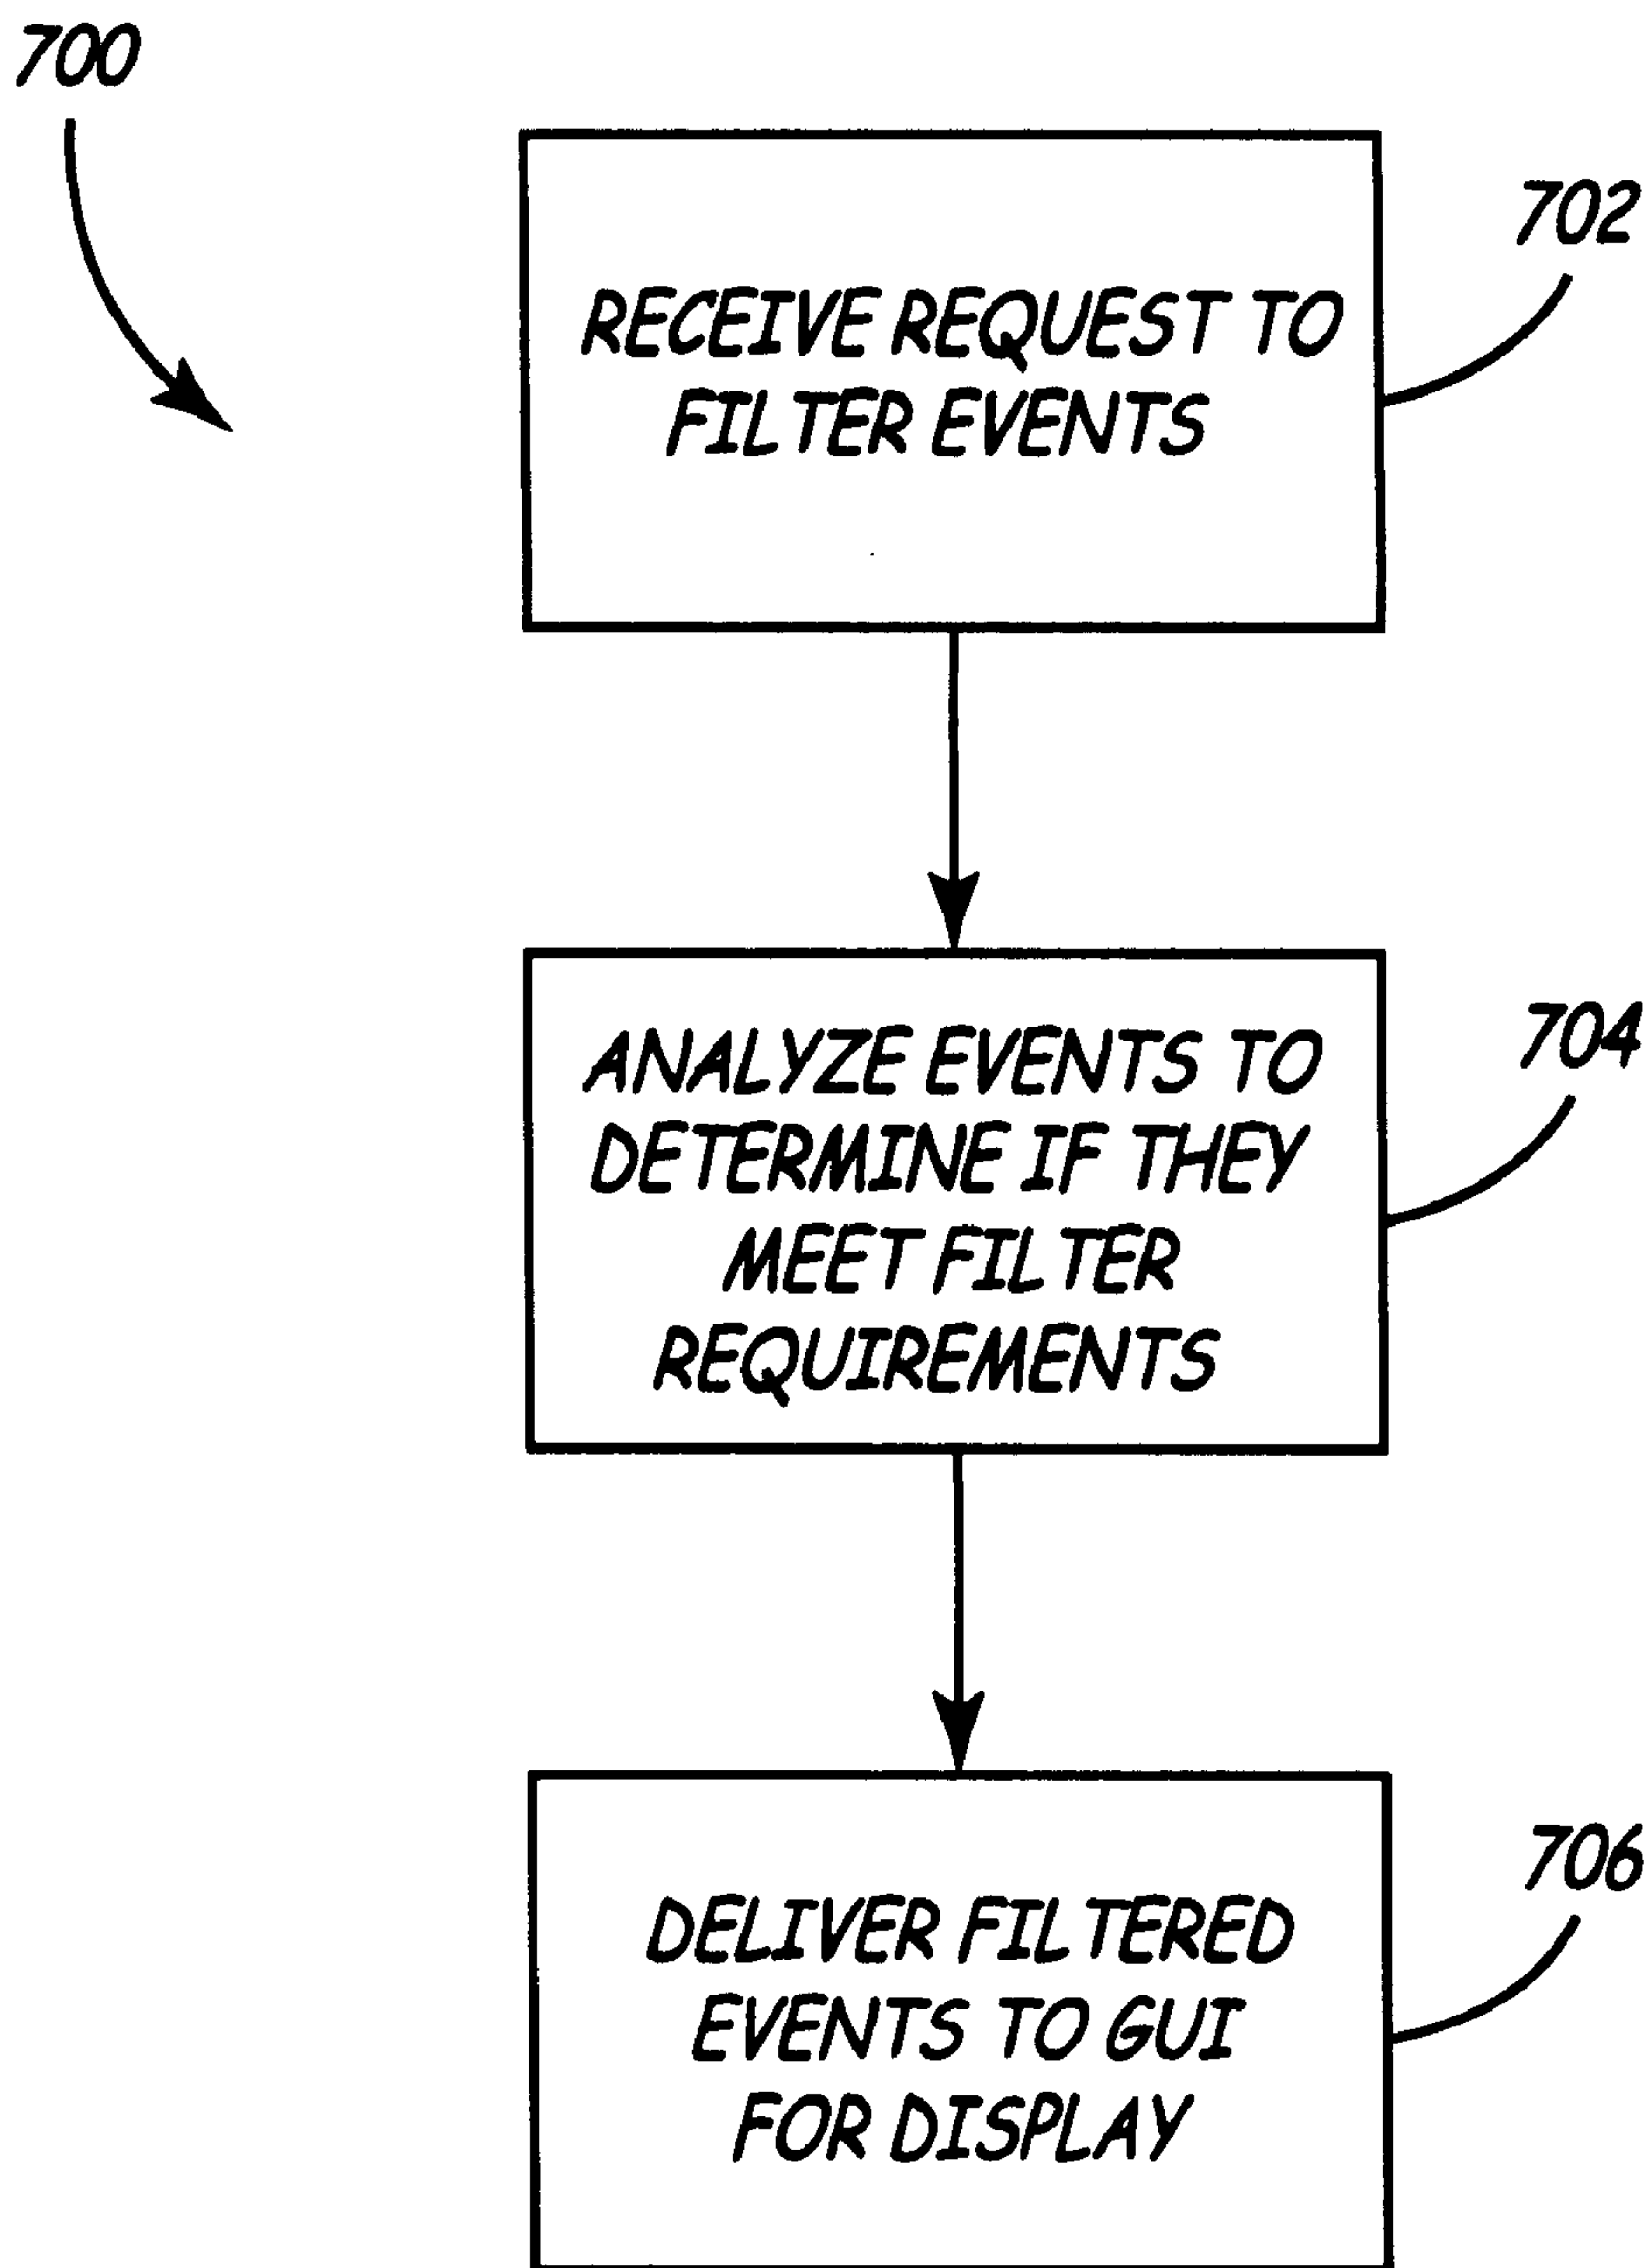 700
702
RECEIVE REQUEST TO
FILTER EVENTS
704
ANALYZE EVENTS TO
DETERMINE IF THEY
MEET FILTER
REQUIREMENTS
706
DELIVER FILTERED
EVENTS TO GUI
FOR DISPLAY